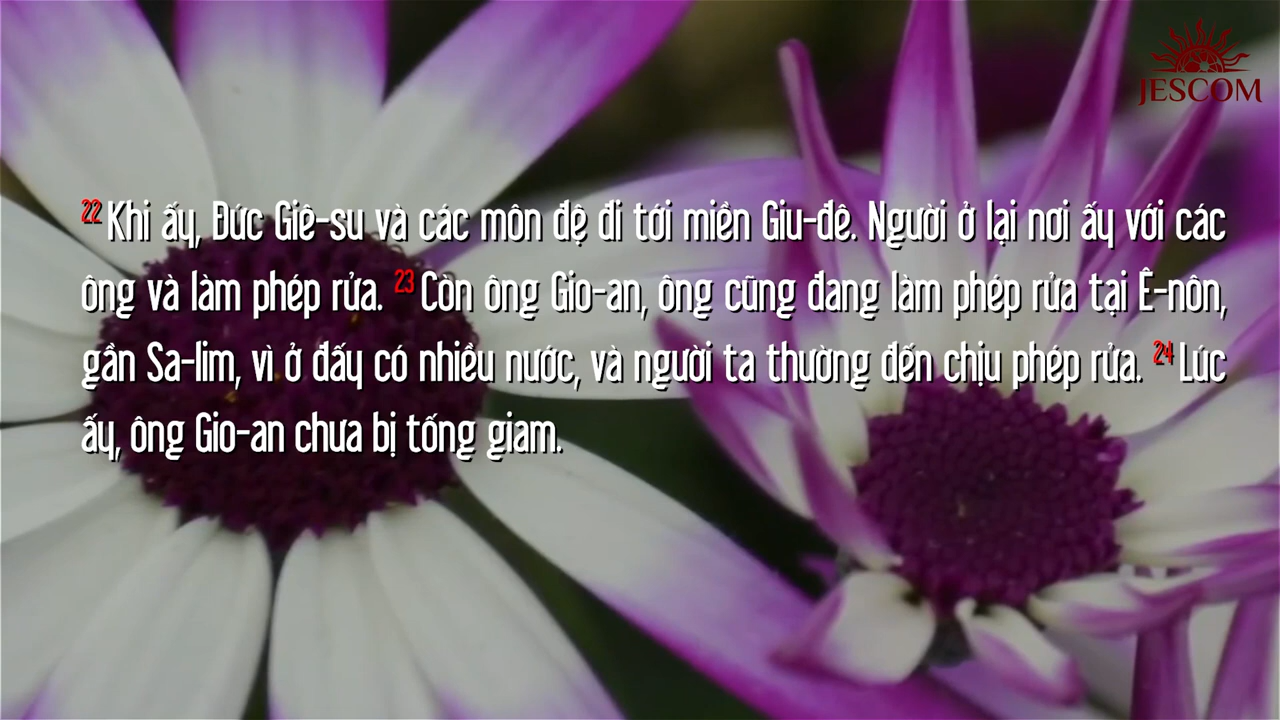 JESCOM
22 Khi ấy, Đức Giê-su và các môn đệ đi tới miền Giu-đê. Người ở lại nơi ấy với các
ông và làm phép rửa. 23 Còn ông Gio-an, ông cũng đang làm phép rửa tại Ê-nôn,
gần Sa-lim, vì ở đấy có nhiều nước, và người ta thường đến chịu phép rửa. 24 Lúc
ấy, ông Gio-an chưa bị tống giam.